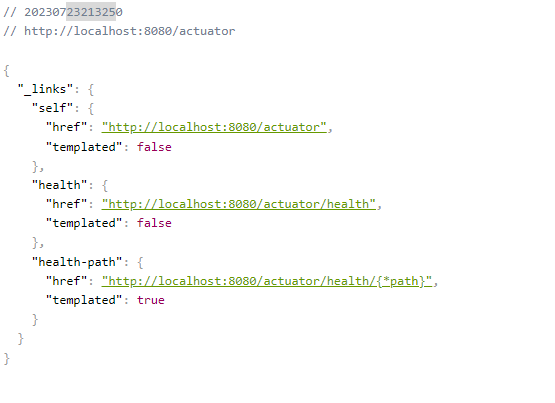 // 20230723213250
// http://localhost:8080/actuator
{
"_links": {
"self": {
"href": "http://localhost:8080/actuator",
"templated": false
},
"health": {
"href": "http://localhost:8080/actuator/health",
"templated": false
},
"health-path": {
"href": "http://localhost:8080/actuator/health/{*path}",
"templated": true
}
}
}